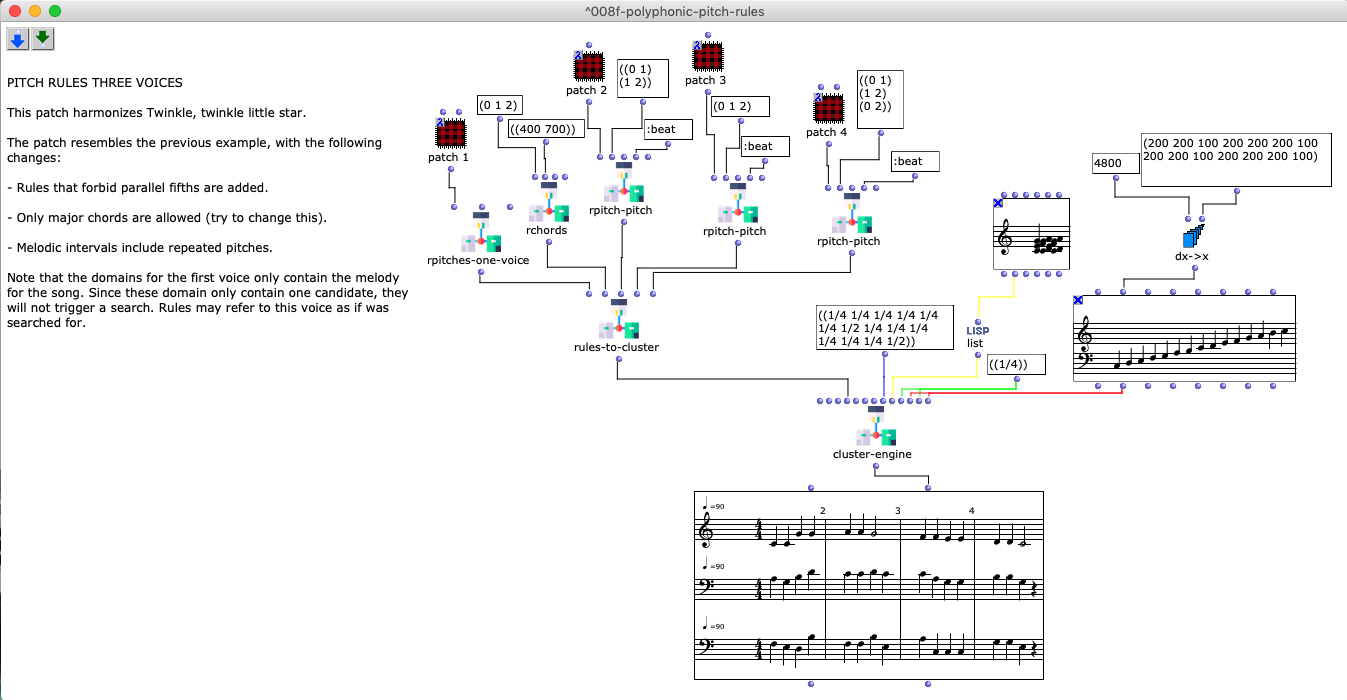 ^008f-polyphonic-pitch-rules
PITCH RULES THREE VOICES
This patch harmonizes Twinkle, twinkle little star.
The patch resembles the previous example, with the following
changes:
- Rules that forbid parallel fifths are added.
- Only major chords are allowed (try to change this).
- Melodic intervals include repeated pitches.
Note that the domains for the first voice only contain the melody
for the song. Since these domain only contain one candidate, they
will not trigger a search. Rules may refer to this voice as if was
searched for.
patch 1
(0 1 2)
((400 700))
patch 2
((0 1)
(1 2))
:beat
patch 3
(0 1 2)
:beat
patch 4
((0 1)
(1 2)
(0 2))
:beat
rpitches-one-voice
rchords
rpitch-pitch
rpitch-pitch
rpitch-pitch
rules-to-cluster
4800
(200 200 100 200 200 200 100
200 200 100 200 200 200 100)
dx->x
((1/4 1/4 1/4 1/4 1/4
1/4 1/2 1/4 1/4 1/4
1/4 1/4 1/4 1/2))
LISP
list
((1/4))
cluster-engine
=90
2
3
4
=90
=90